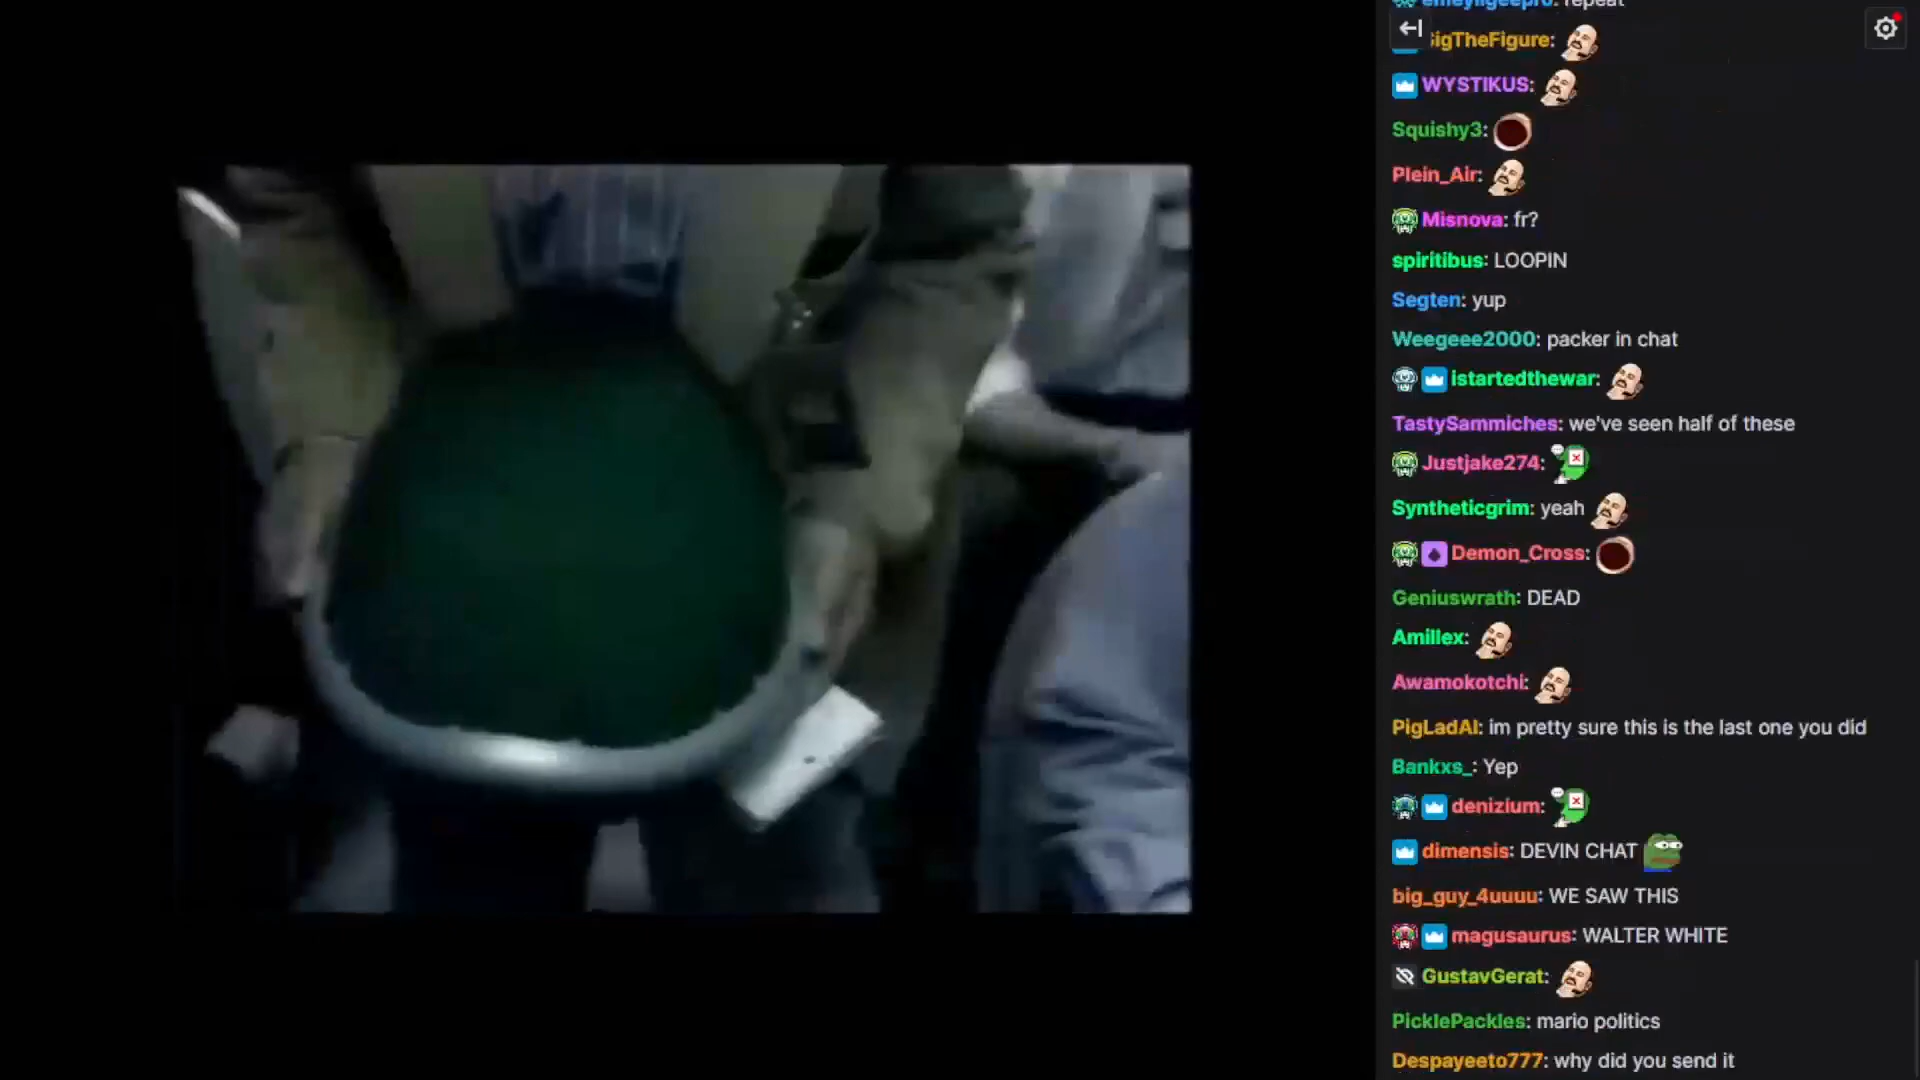 emeyligeepro: repeat
igTheFigure:
WYSTIKUS:
Squishy3:
Plein_Air:
Misnova: fr?
spiritibus: LOOPIN
Segten: yup
Weegeee2000: packer in chat
istartedthewar:
TastySammiches: we've seen half of these
Justjake274:
Syntheticgrim: yeah
Demon_Cross:
Geniuswrath: DEAD
Amillex:
Awamokotchi:
PigLadAl: im pretty sure this is the last one you did
Bankxs_: Yep
denizium:
dimensis: DEVIN CHAT
big_guy_4uuuu: WE SAW THIS
magusaurus: WALTER WHITE
GustavGerat:
PicklePackles: mario politics
Despayeeto777: why did you send it